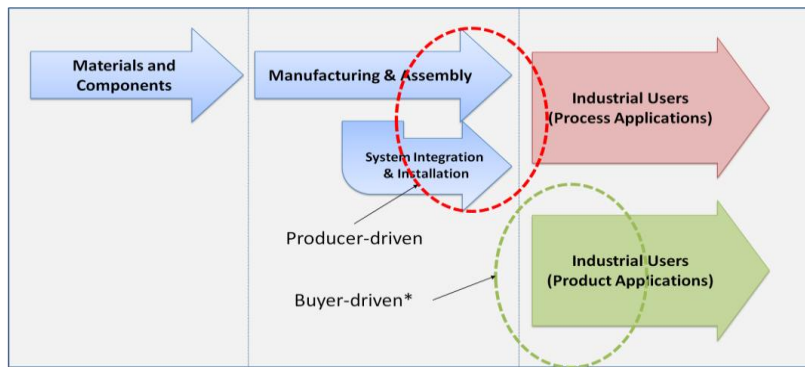 Materials and
Components
Manufacturing & Assembly
System Integration
& Installation
Industrial Users
(Process Applications)
Producer-driven
Industrial Users
(Product Applications)
Buyer-driven*